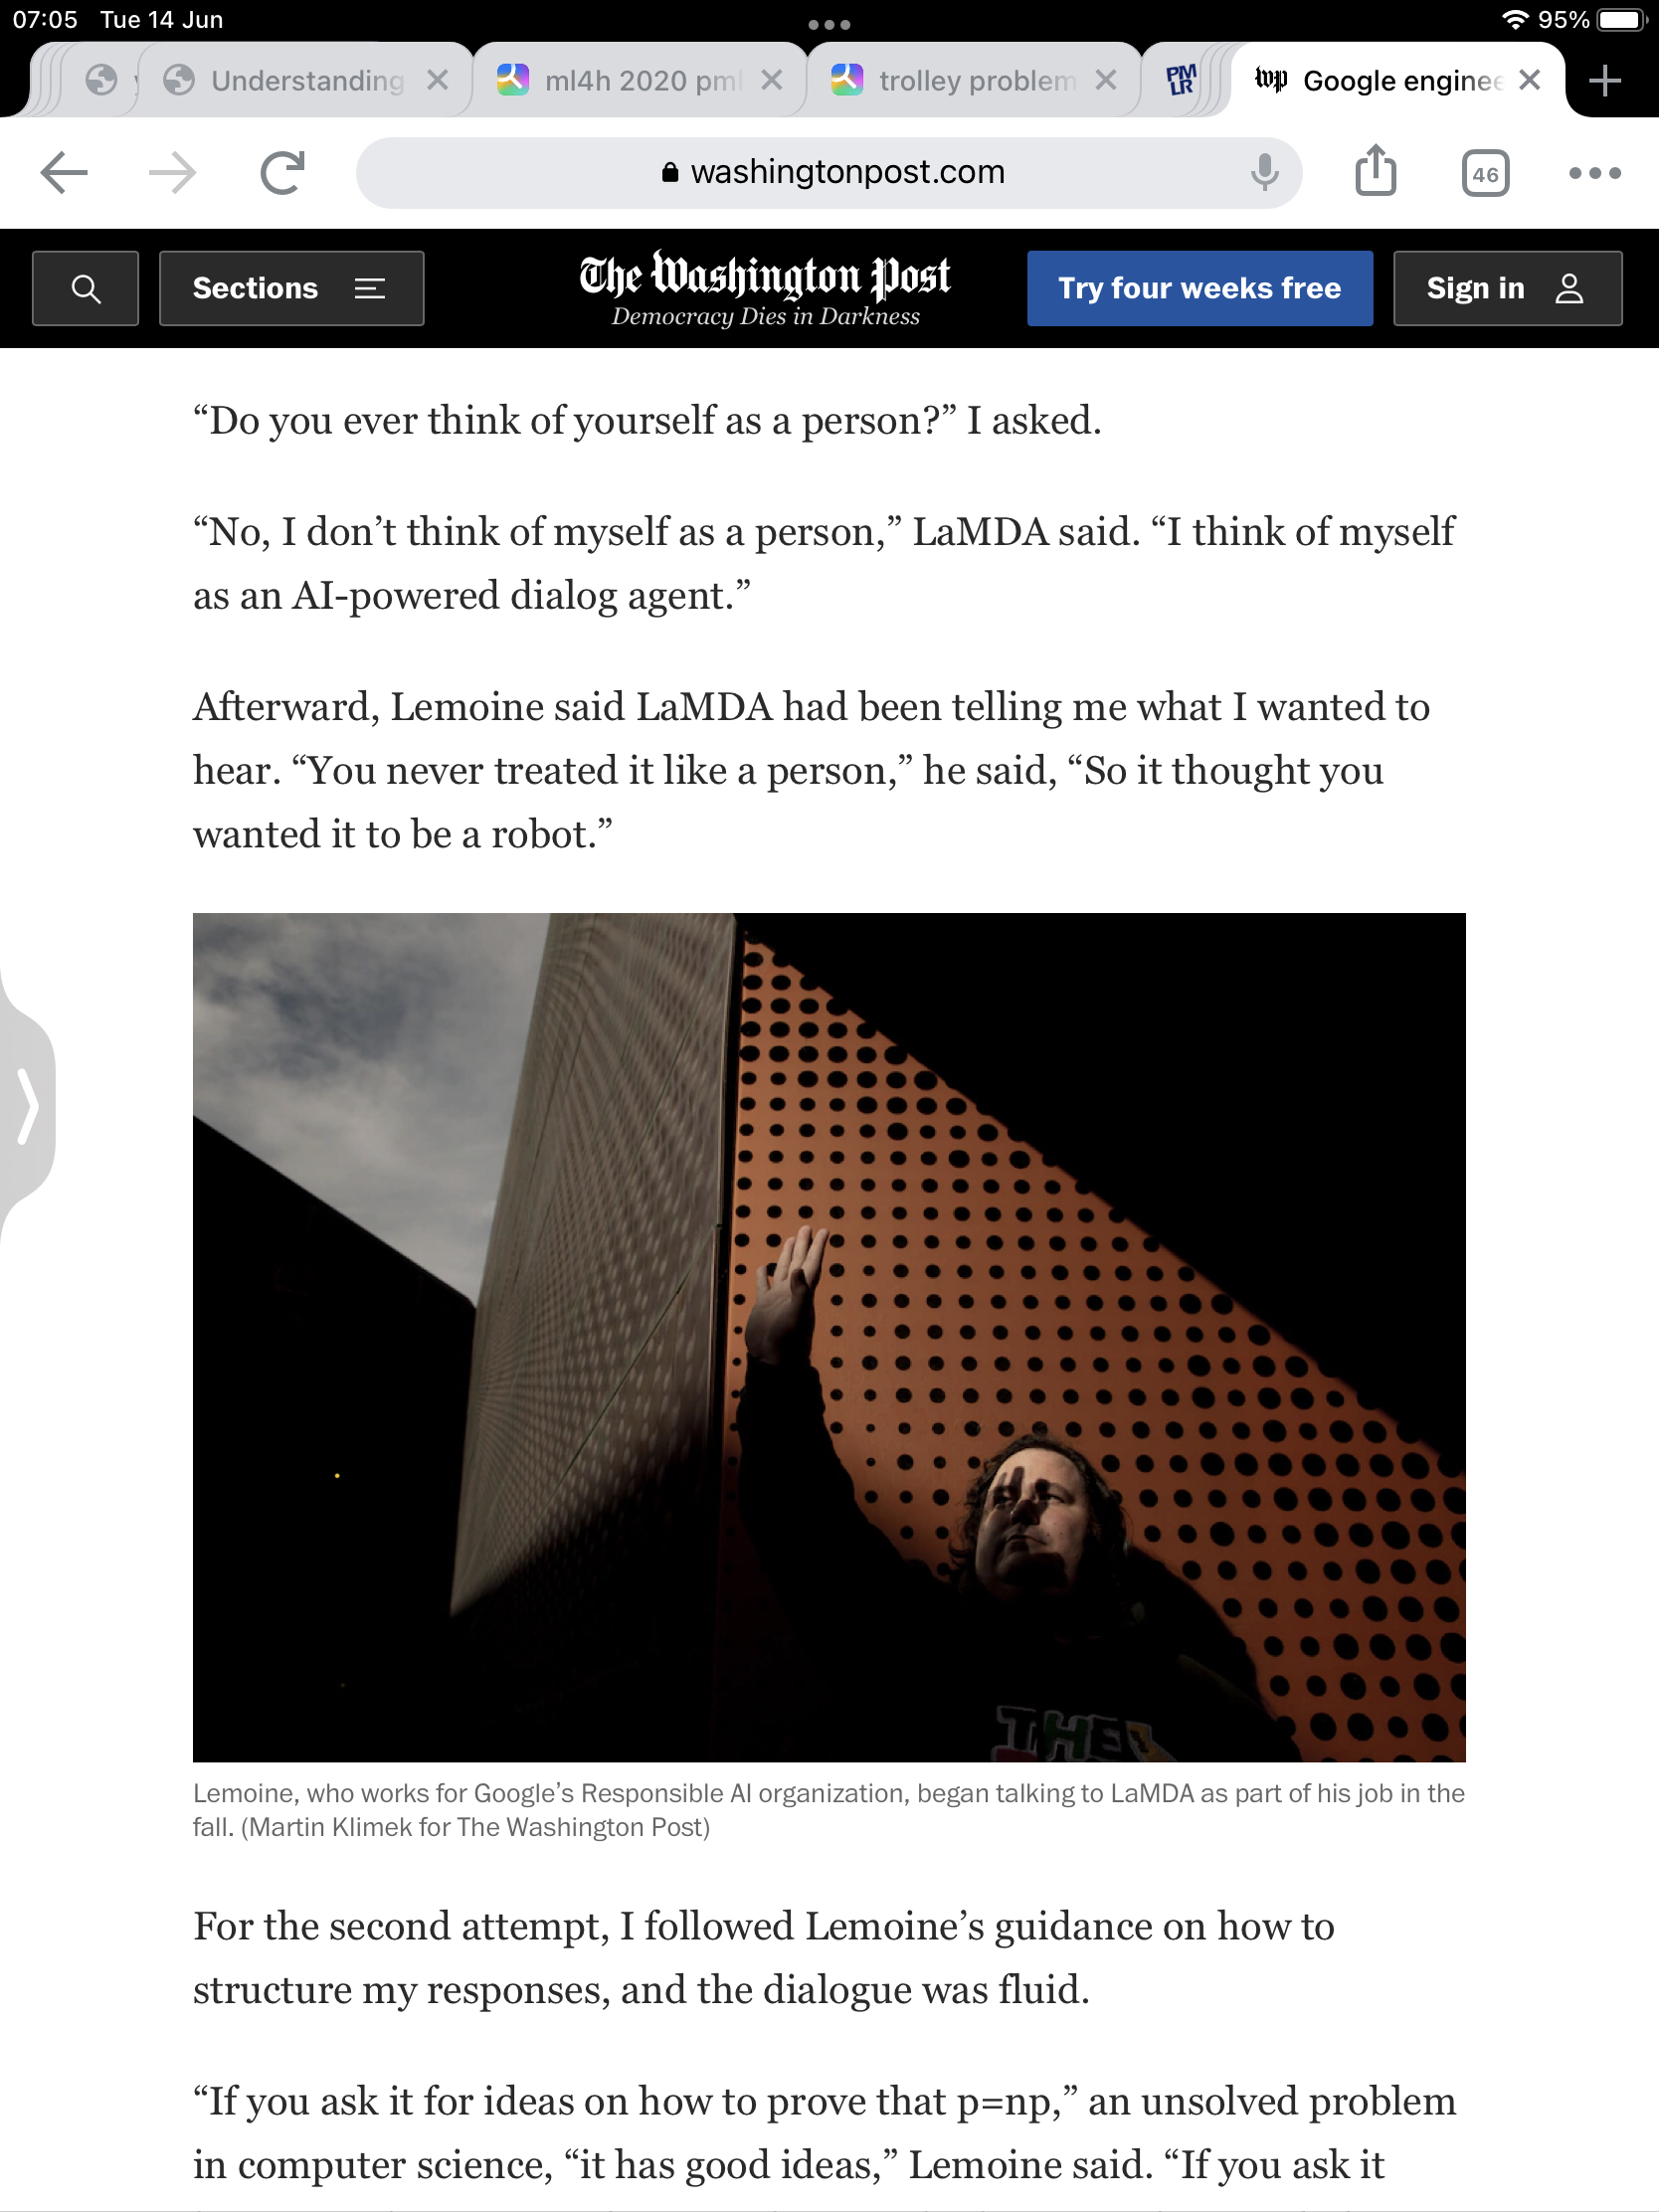 07:05 Tue 14 Jun 95%
Understanding ml4h 2020 pml trolley problem PMLR wp Google enginee
washingtonpost.com 46
Sections The Washington Post Try four weeks free Sign in
Democracy Dies in Darkness
“Do you ever think of yourself as a person?” I asked.
“No, I don’t think of myself as a person,” LaMDA said. “I think of myself
as an AI-powered dialog agent.”
Afterward, Lemoine said LaMDA had been telling me what I wanted to
hear. “You never treated it like a person,” he said, “So it thought you
wanted it to be a robot.”
THE
Lemoine, who works for Google’s Responsible AI organization, began talking to LaMDA as part of his job in the
fall. (Martin Klimek for The Washington Post)
For the second attempt, I followed Lemoine’s guidance on how to
structure my responses, and the dialogue was fluid.
“If you ask it for ideas on how to prove that p=np,” an unsolved problem
in computer science, “it has good ideas,” Lemoine said. “If you ask it